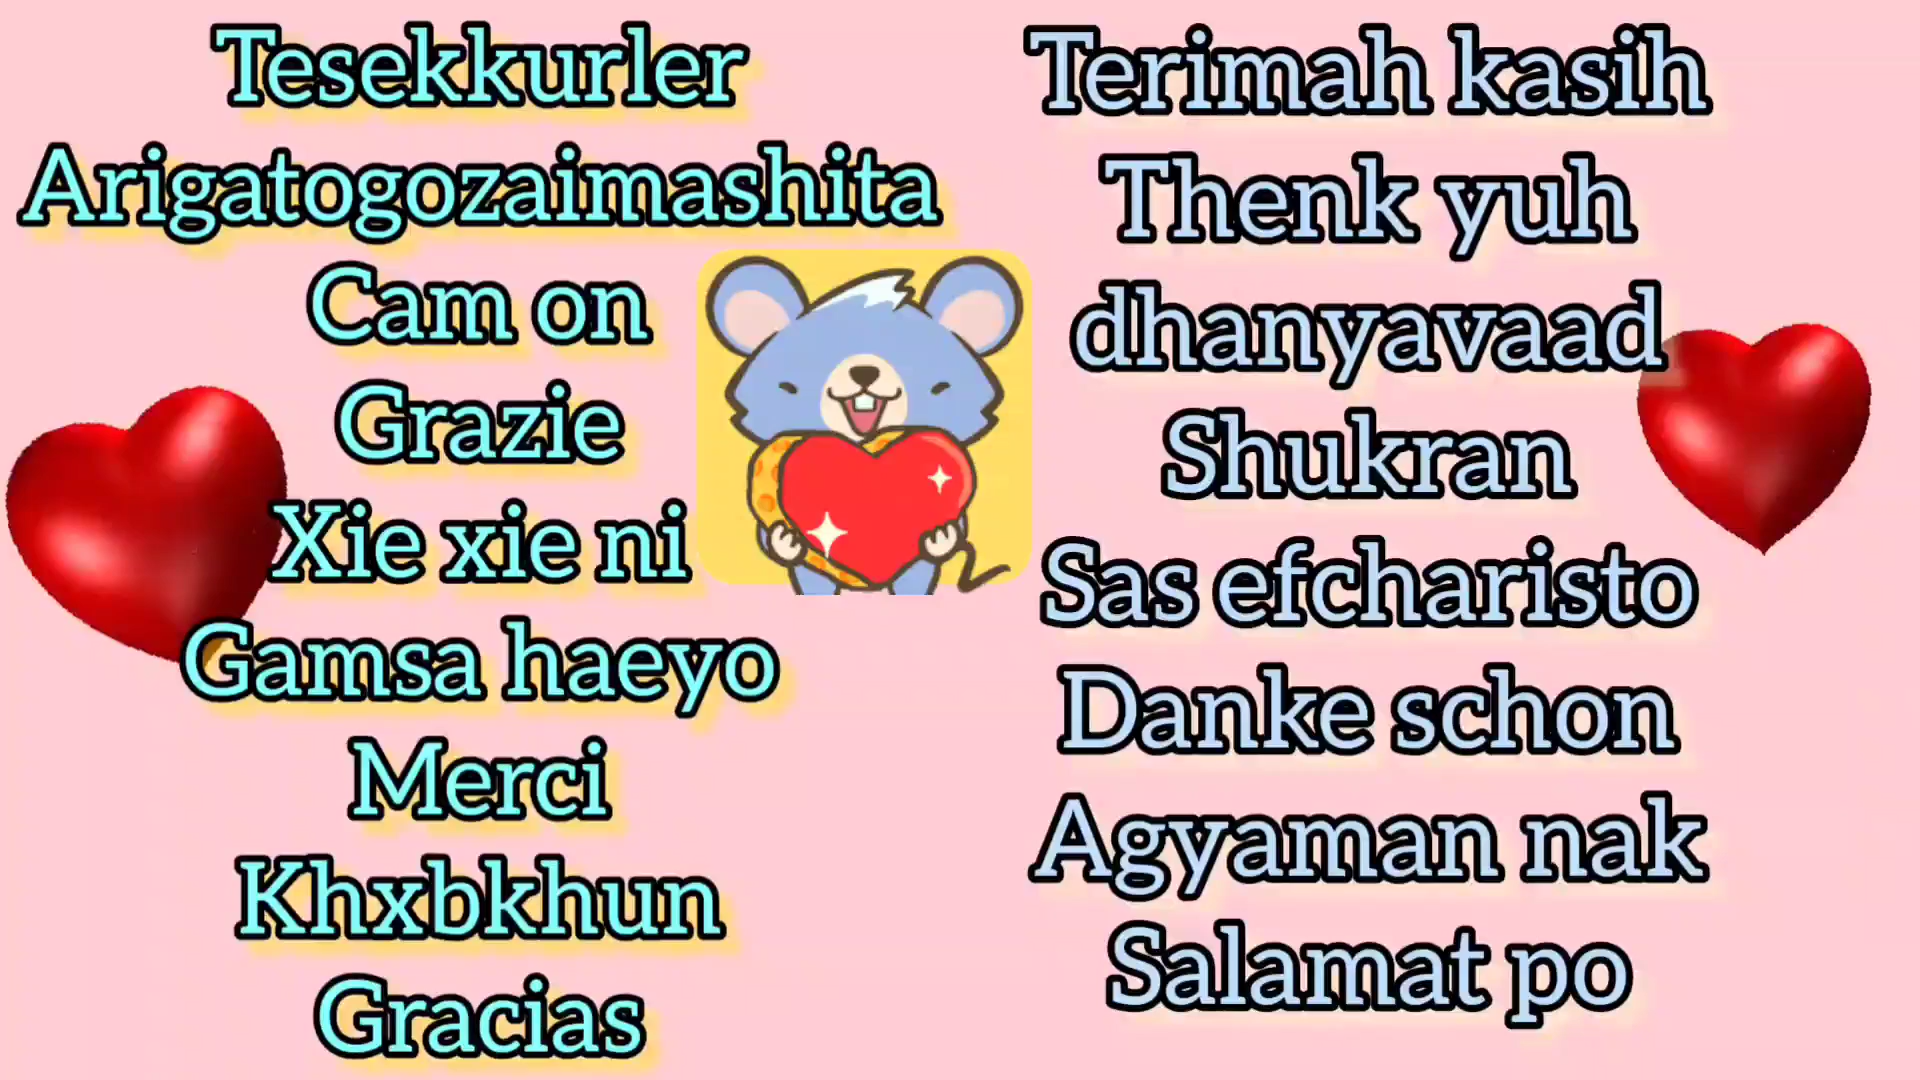 Tesekkurler
Arigatogozaimashita
Cam on
Grazie
Xie xie ni
Gamsa haeyo
Merci
Khxbkhun
Gracias
Terimah kasih
Thenk yuh
dhanyavaad
Shukran
Sas efcharisto
Danke schon
Agyaman nak
Salamat po